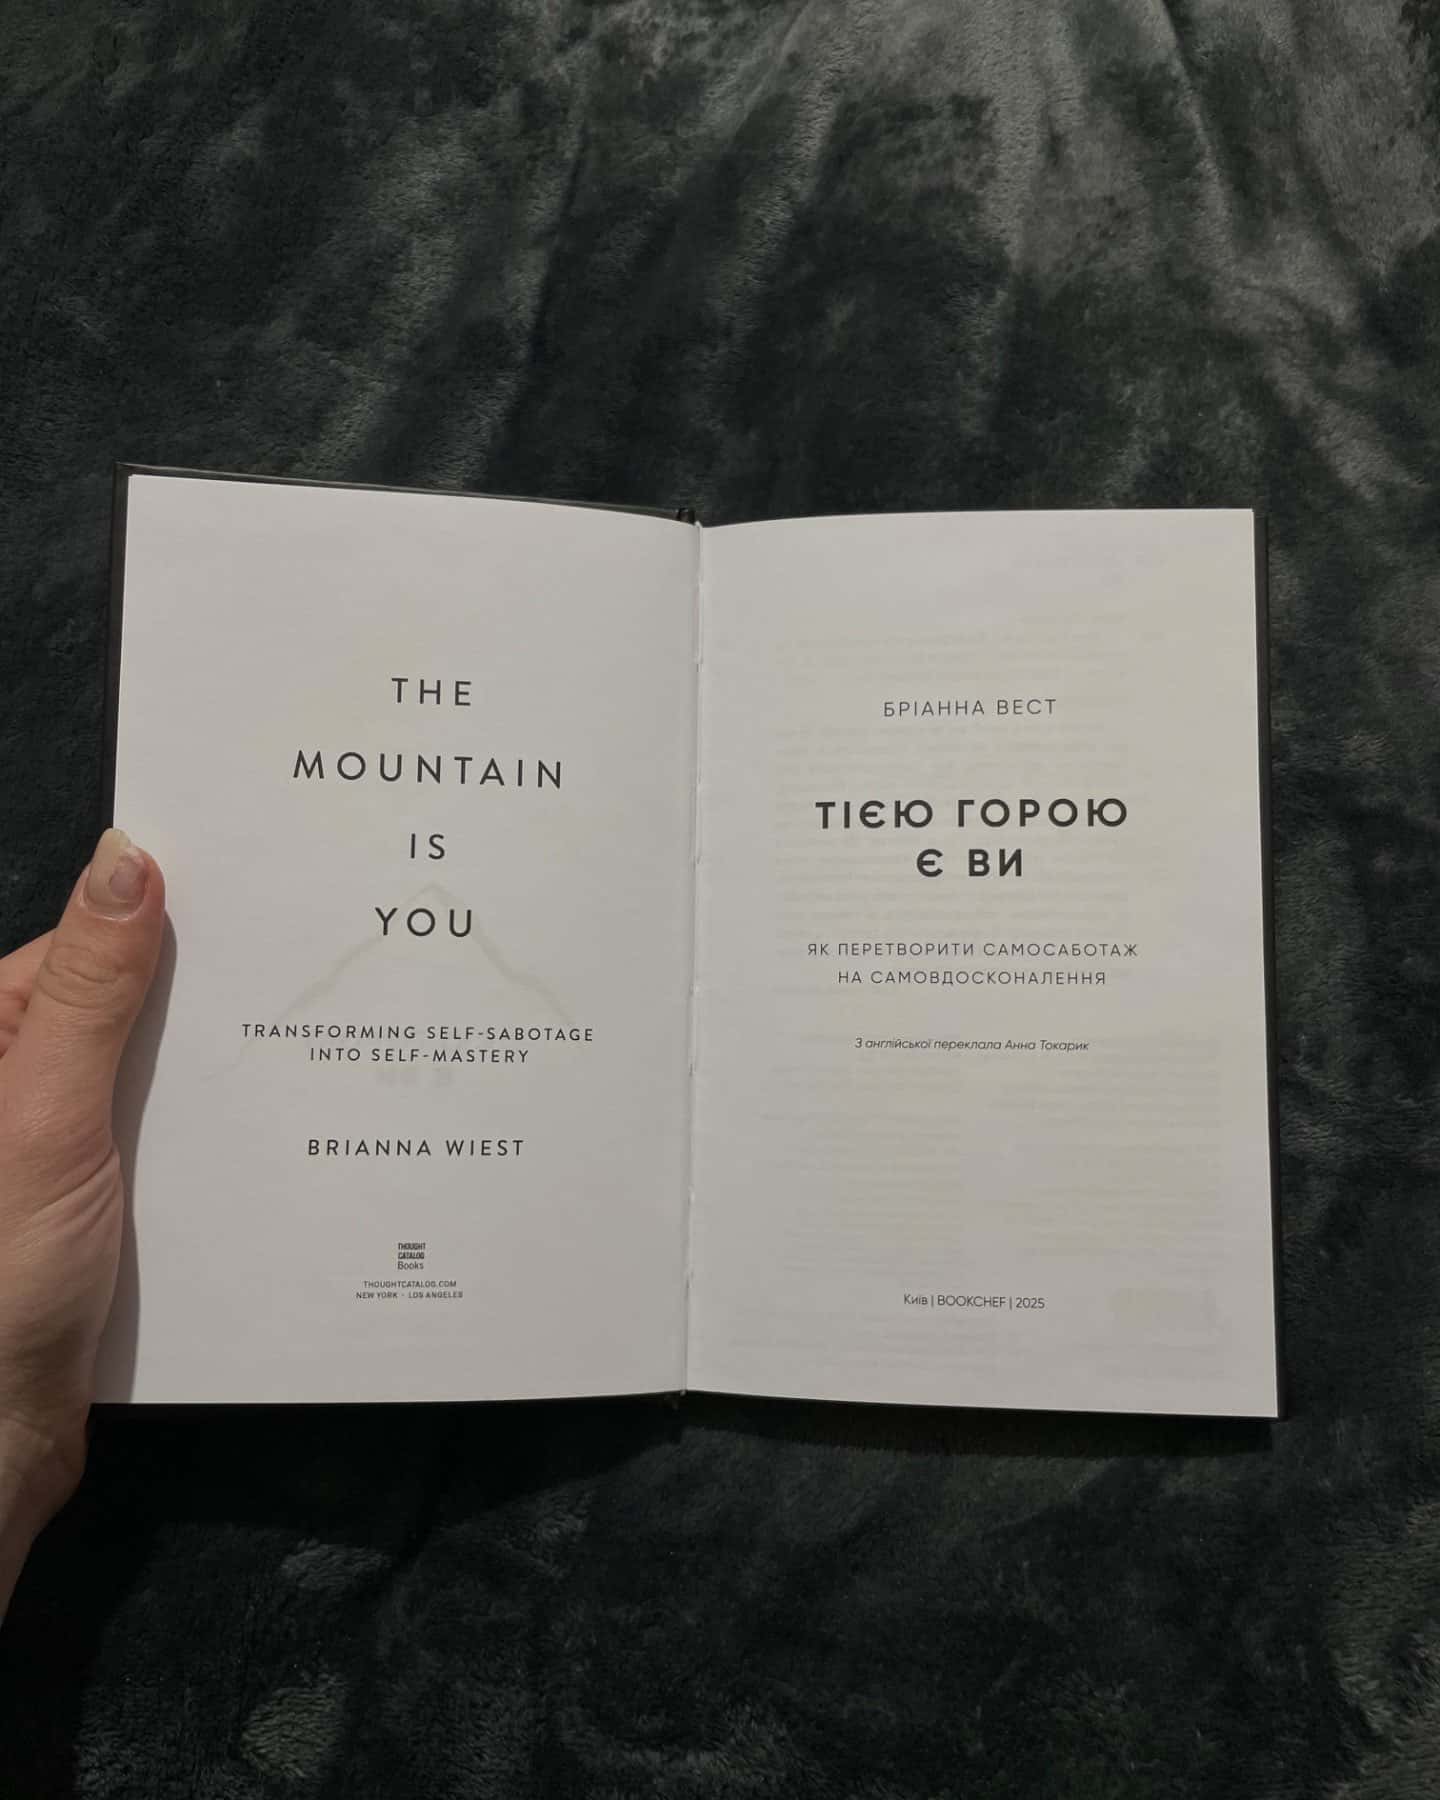 THE
MOUNTAIN
IS
YOU
TRANSFORMING SELF-SABOTAGE
INTO SELF-MASTERY
BRIANNA WIEST
THOUGHT
CATALOG
Books
THOUGHTCATALOG.COM
NEW YORK · LOS ANGELES
БРІАННА ВЕСТ
ТІЄЮ ГОРОЮ
Є ВИ
ЯК ПЕРЕТВОРИТИ САМОСАБОТАЖ
НА САМОВДОСКОНАЛЕННЯ
З англійської переклала Анна Токарик
Київ | BOOKCHEF | 2025